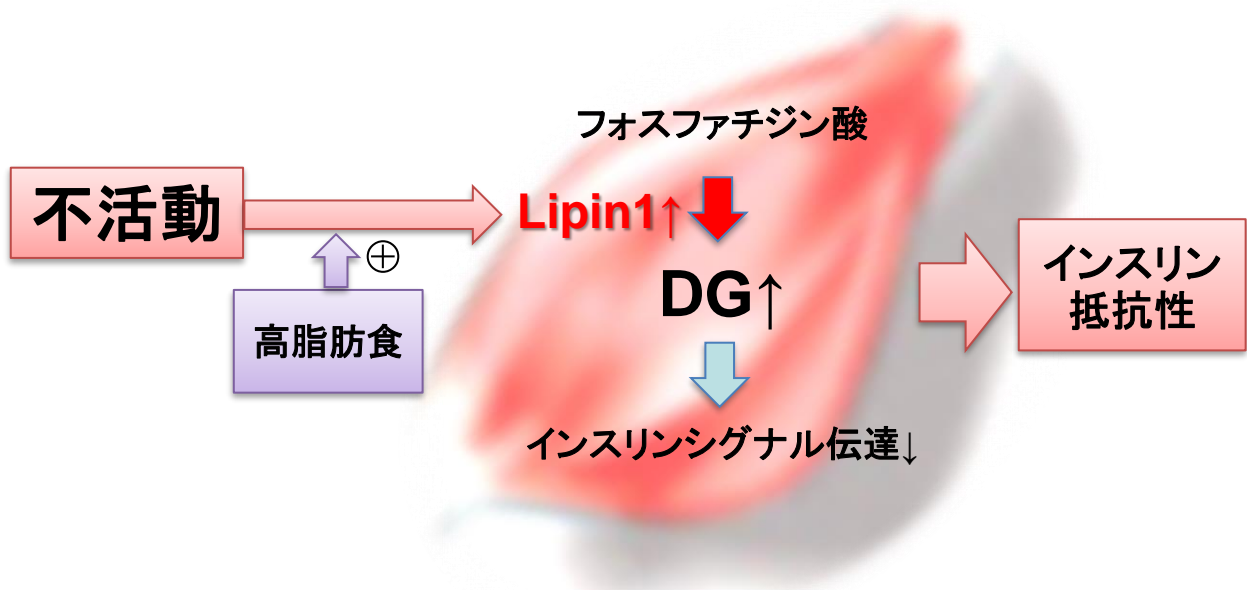 フォスファチジン酸
不活動
Lipin1↑
⊕
DG↑
高脂肪食
インスリン
抵抗性
インスリンシグナル伝達↓